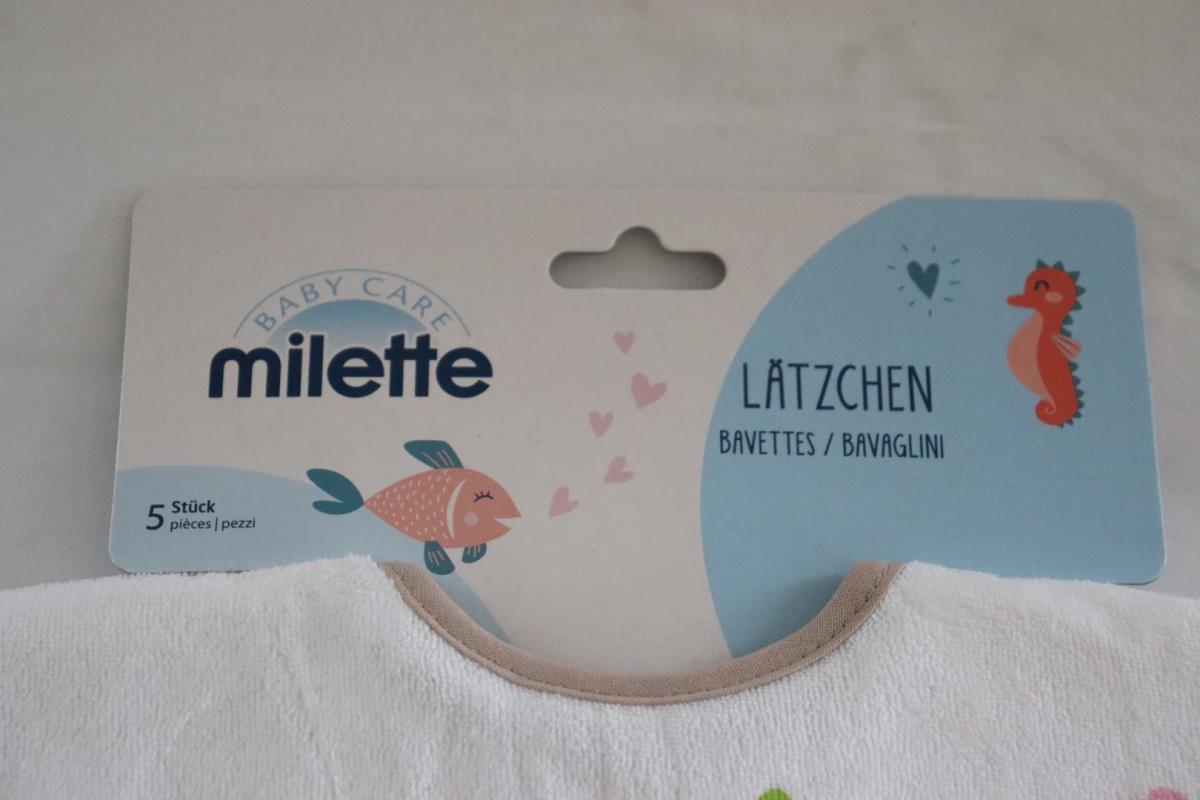 BABY CARE
milette
LÄTZCHEN
BAVETTES / BAVAGLINI
5 Stück
pièces | pezzi